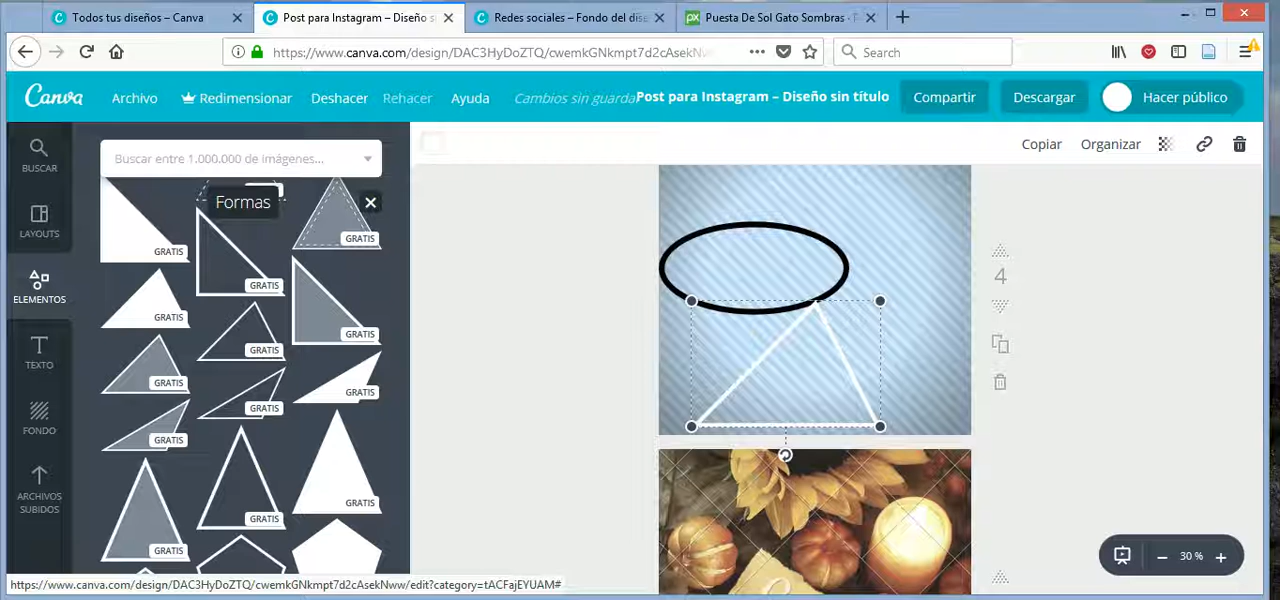 Todos tus diseños – Canva
Post para Instagram – Diseño s
Redes sociales – Fondo del dise
Puesta De Sol Gato Sombras ·
https://www.canva.com/design/DAC3HyDoZTQ/cwemkGNkmpt7d2cAsekNw
Search
Canva
Archivo
Redimensionar
Deshacer
Rehacer
Ayuda
Cambios sin guarda
Post para Instagram – Diseño sin título
Compartir
Descargar
Hacer público
BUSCAR
LAYOUTS
ELEMENTOS
TEXTO
FONDO
ARCHIVOS
SUBIDOS
Buscar entre 1.000.000 de imágenes...
Formas
GRATIS
GRATIS
GRATIS
GRATIS
GRATIS
GRATIS
GRATIS
GRATIS
GRATIS
GRATIS
GRATIS
GRATIS
GRATIS
Copiar
Organizar
4
30 %
https://www.canva.com/design/DAC3HyDoZTQ/cwemkGNkmpt7d2cAsekNww/edit?category=tACFajEYUAM#